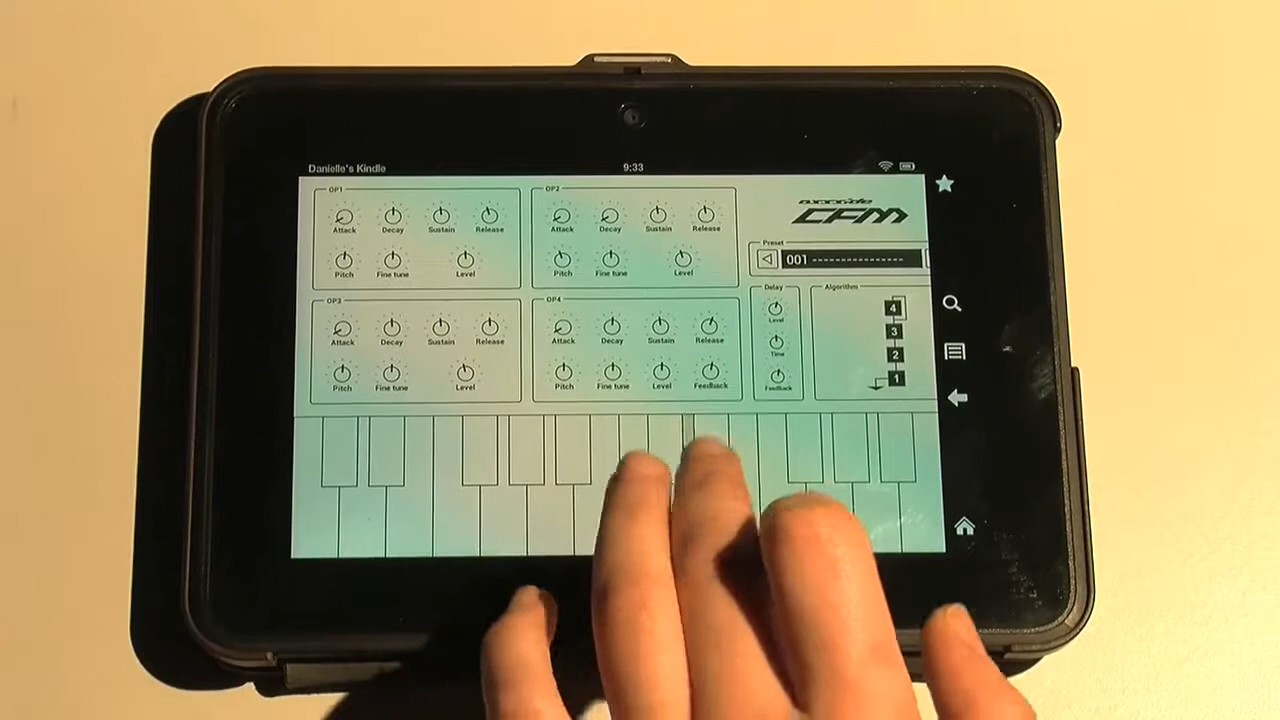 Danielle's Kindle
9:33
OP1
Attack Decay Sustain Release
Pitch Fine tune Level
OP2
Attack Decay Sustain Release
Pitch Fine tune Level
CFM
Preset
001 ---------------
OP3
Attack Decay Sustain Release
Pitch Fine tune Level
OP4
Attack Decay Sustain Release
Pitch Fine tune Level Feedback
Delay
Level
Time
Feedback
Algorithm
4
3
2
1